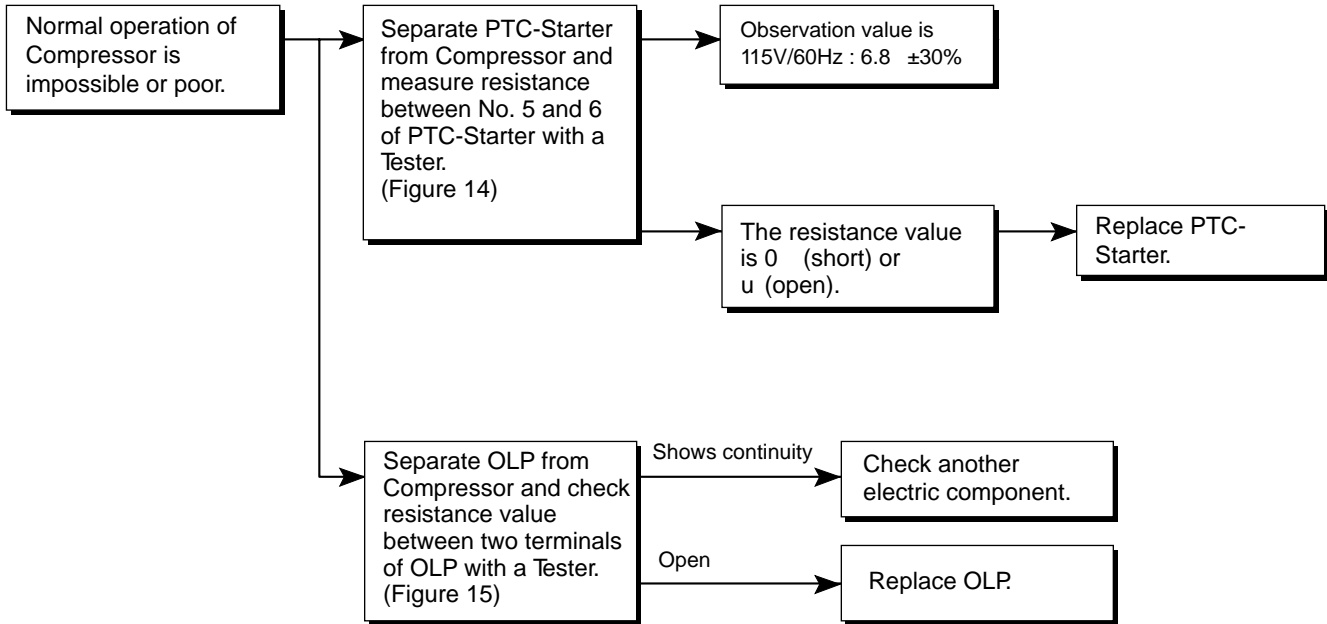 Normal operation of
Compressor is
impossible or poor.
Separate PTC-Starter
from Compressor and
measure resistance
between No. 5 and 6
of PTC-Starter with a
Tester.
(Figure 14)
Observation value is
115V/60Hz : 6.8 ±30%
The resistance value
is 0 (short) or
u (open).
Replace PTC-
Starter.
Separate OLP from
Compressor and check
resistance value
between two terminals
of OLP with a Tester.
(Figure 15)
Shows continuity
Check another
electric component.
Open
Replace OLP.